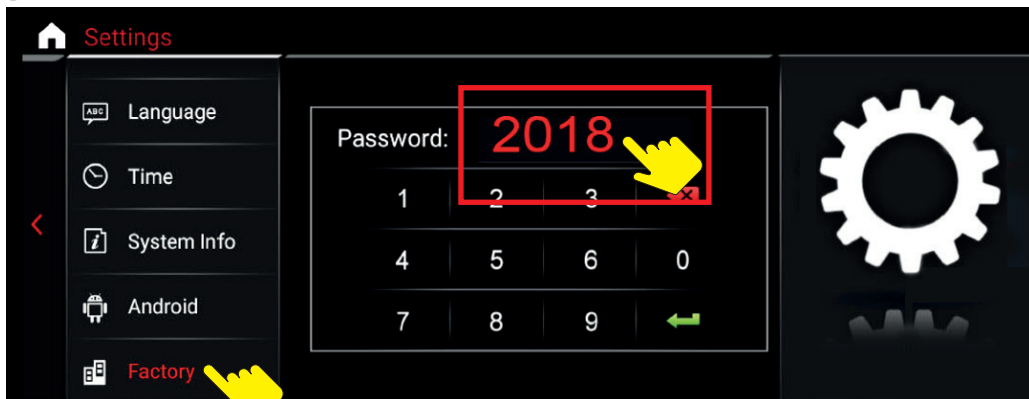 Settings
ABC Language
Time
i System Info
Android
Factory
Password: 2018
1 2 3
4 5 6 0
7 8 9